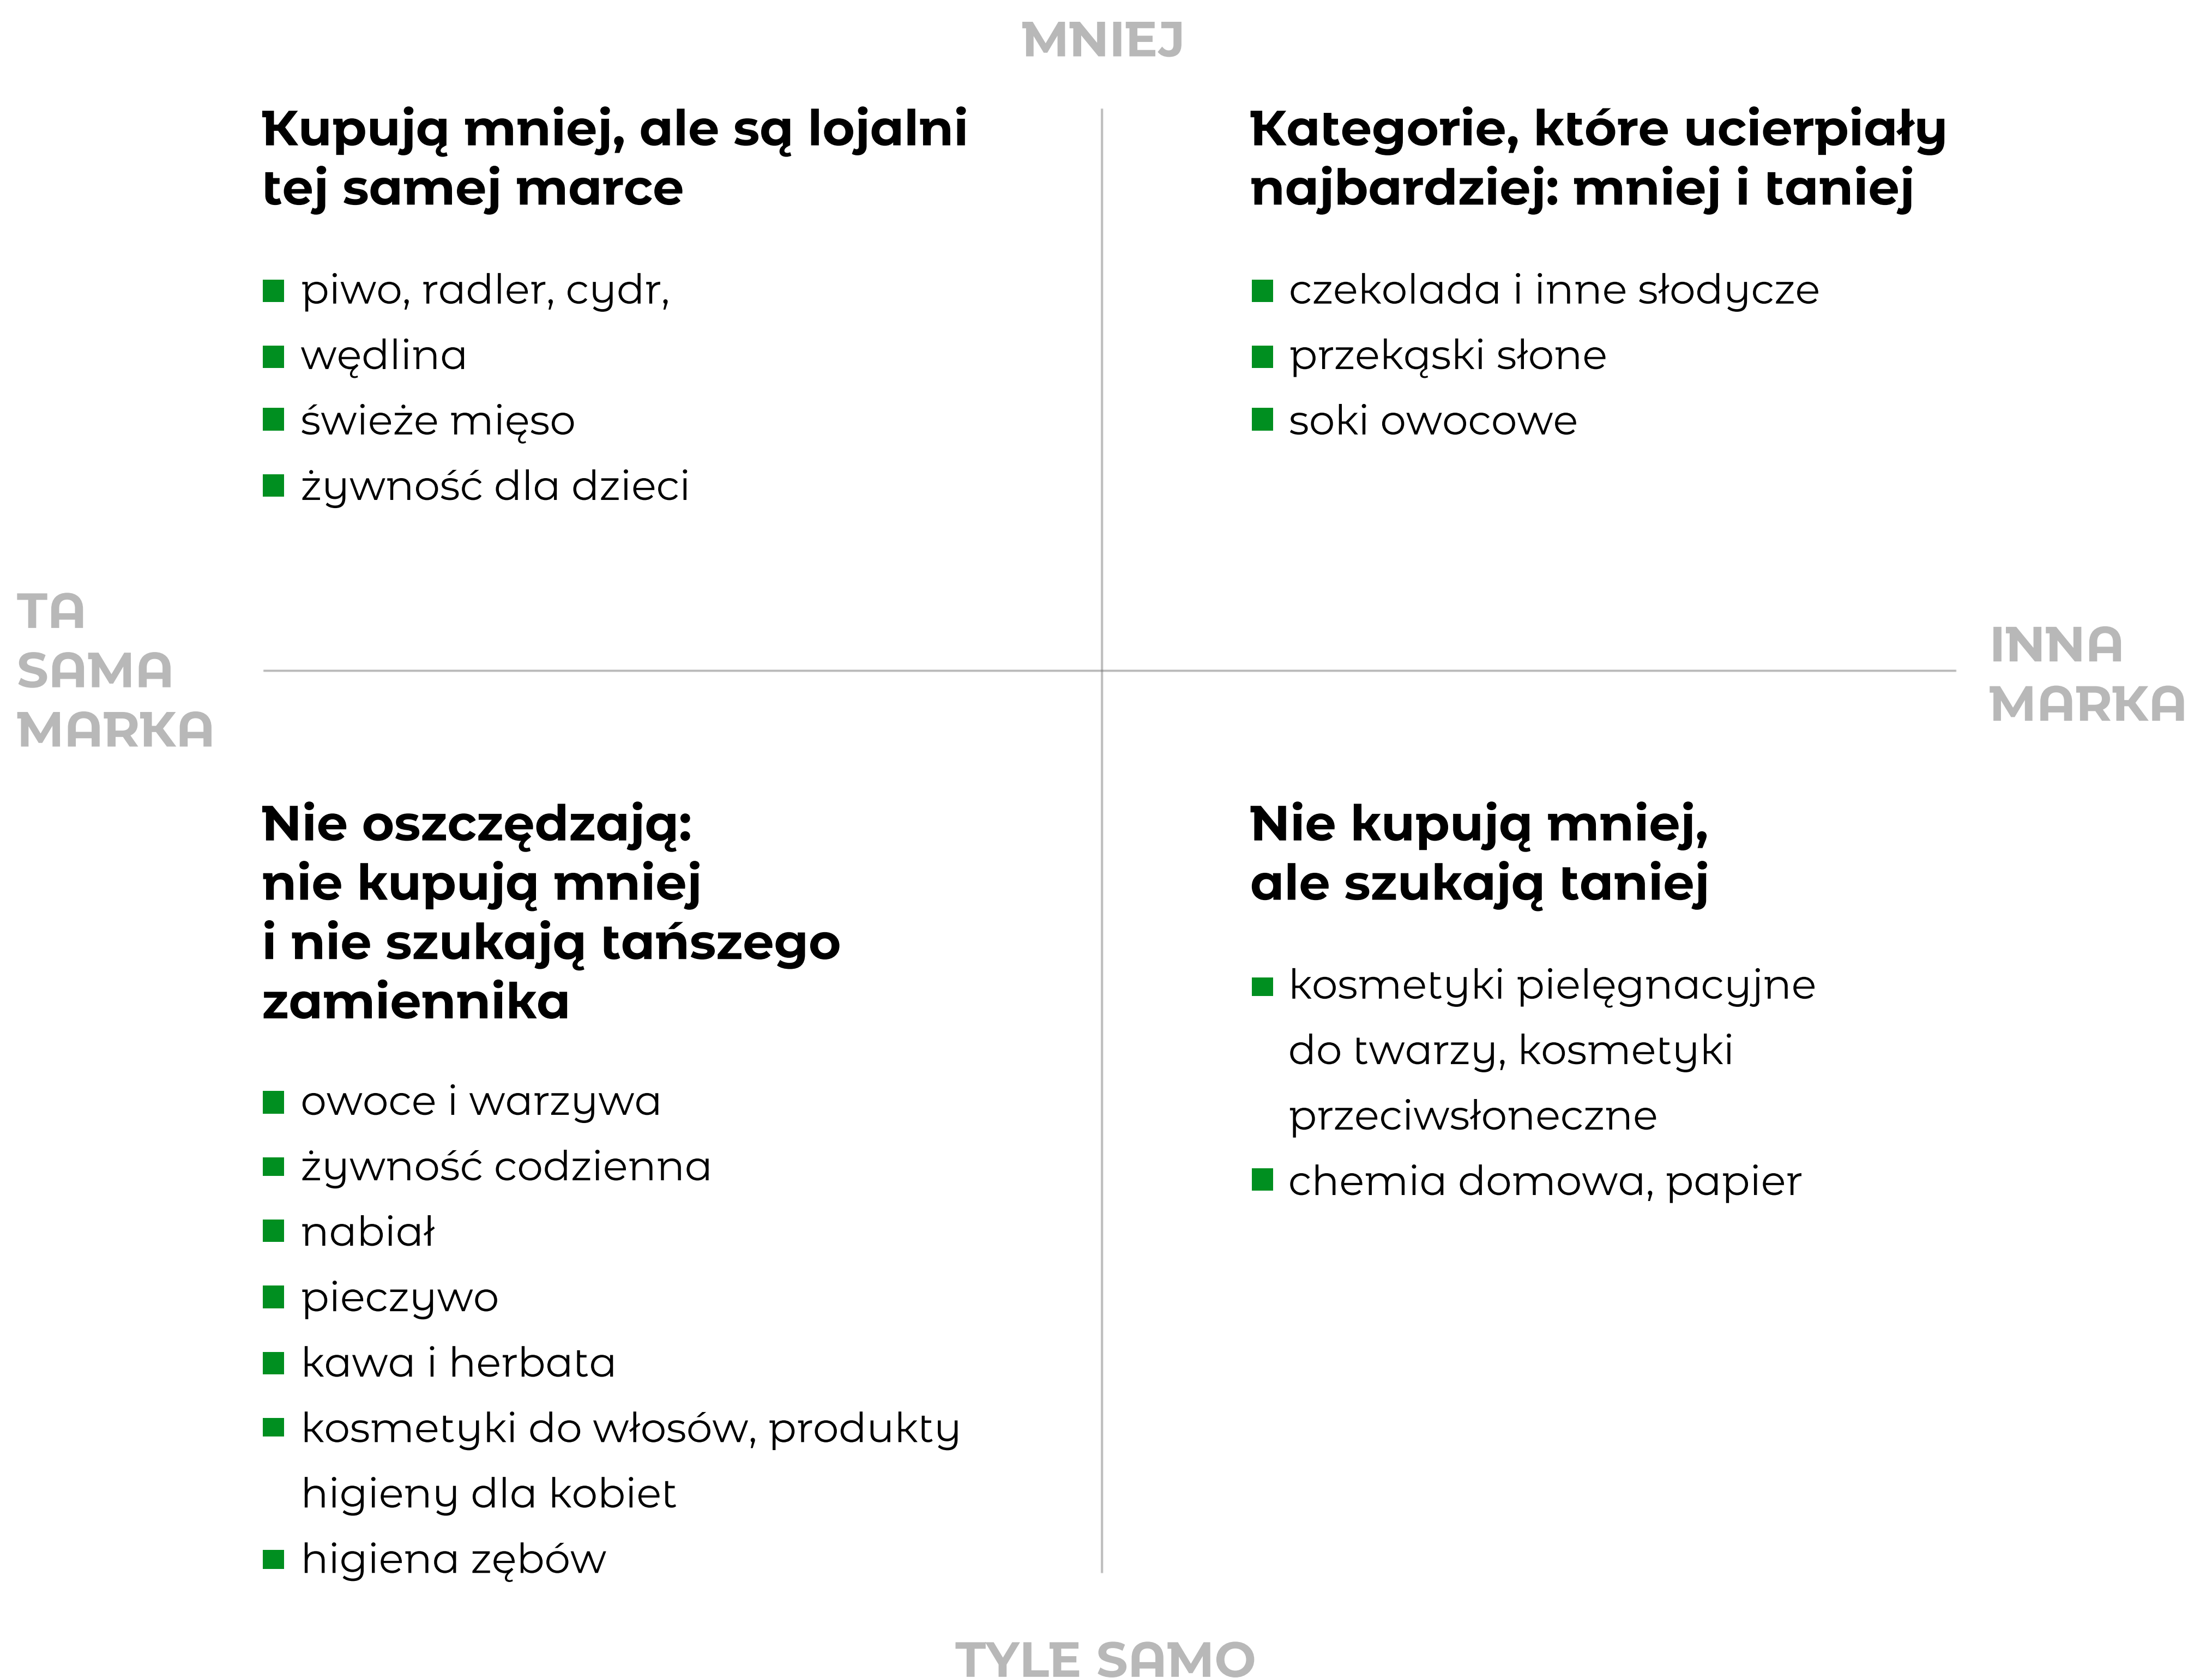 MNIEJ
Kupują mniej, ale są lojalni
tej samej marce
piwo, radler, cydr,
wędlina
świeże mięso
żywność dla dzieci
Kategorie, które ucierpiały
najbardziej: mniej i taniej
czekolada i inne słodycze
przekąski słone
soki owocowe
TA
SAMA
MARKA
INNA
MARKA
Nie oszczędzają:
nie kupują mniej
i nie szukają tańszego
zamiennika
owoce i warzywa
żywność codzienna
nabiał
pieczywo
kawa i herbata
kosmetyki do włosów, produkty
higieny dla kobiet
higiena zębów
Nie kupują mniej,
ale szukają taniej
kosmetyki pielęgnacyjne
do twarzy, kosmetyki
przeciwsłoneczne
chemia domowa, papier
TYLE SAMO